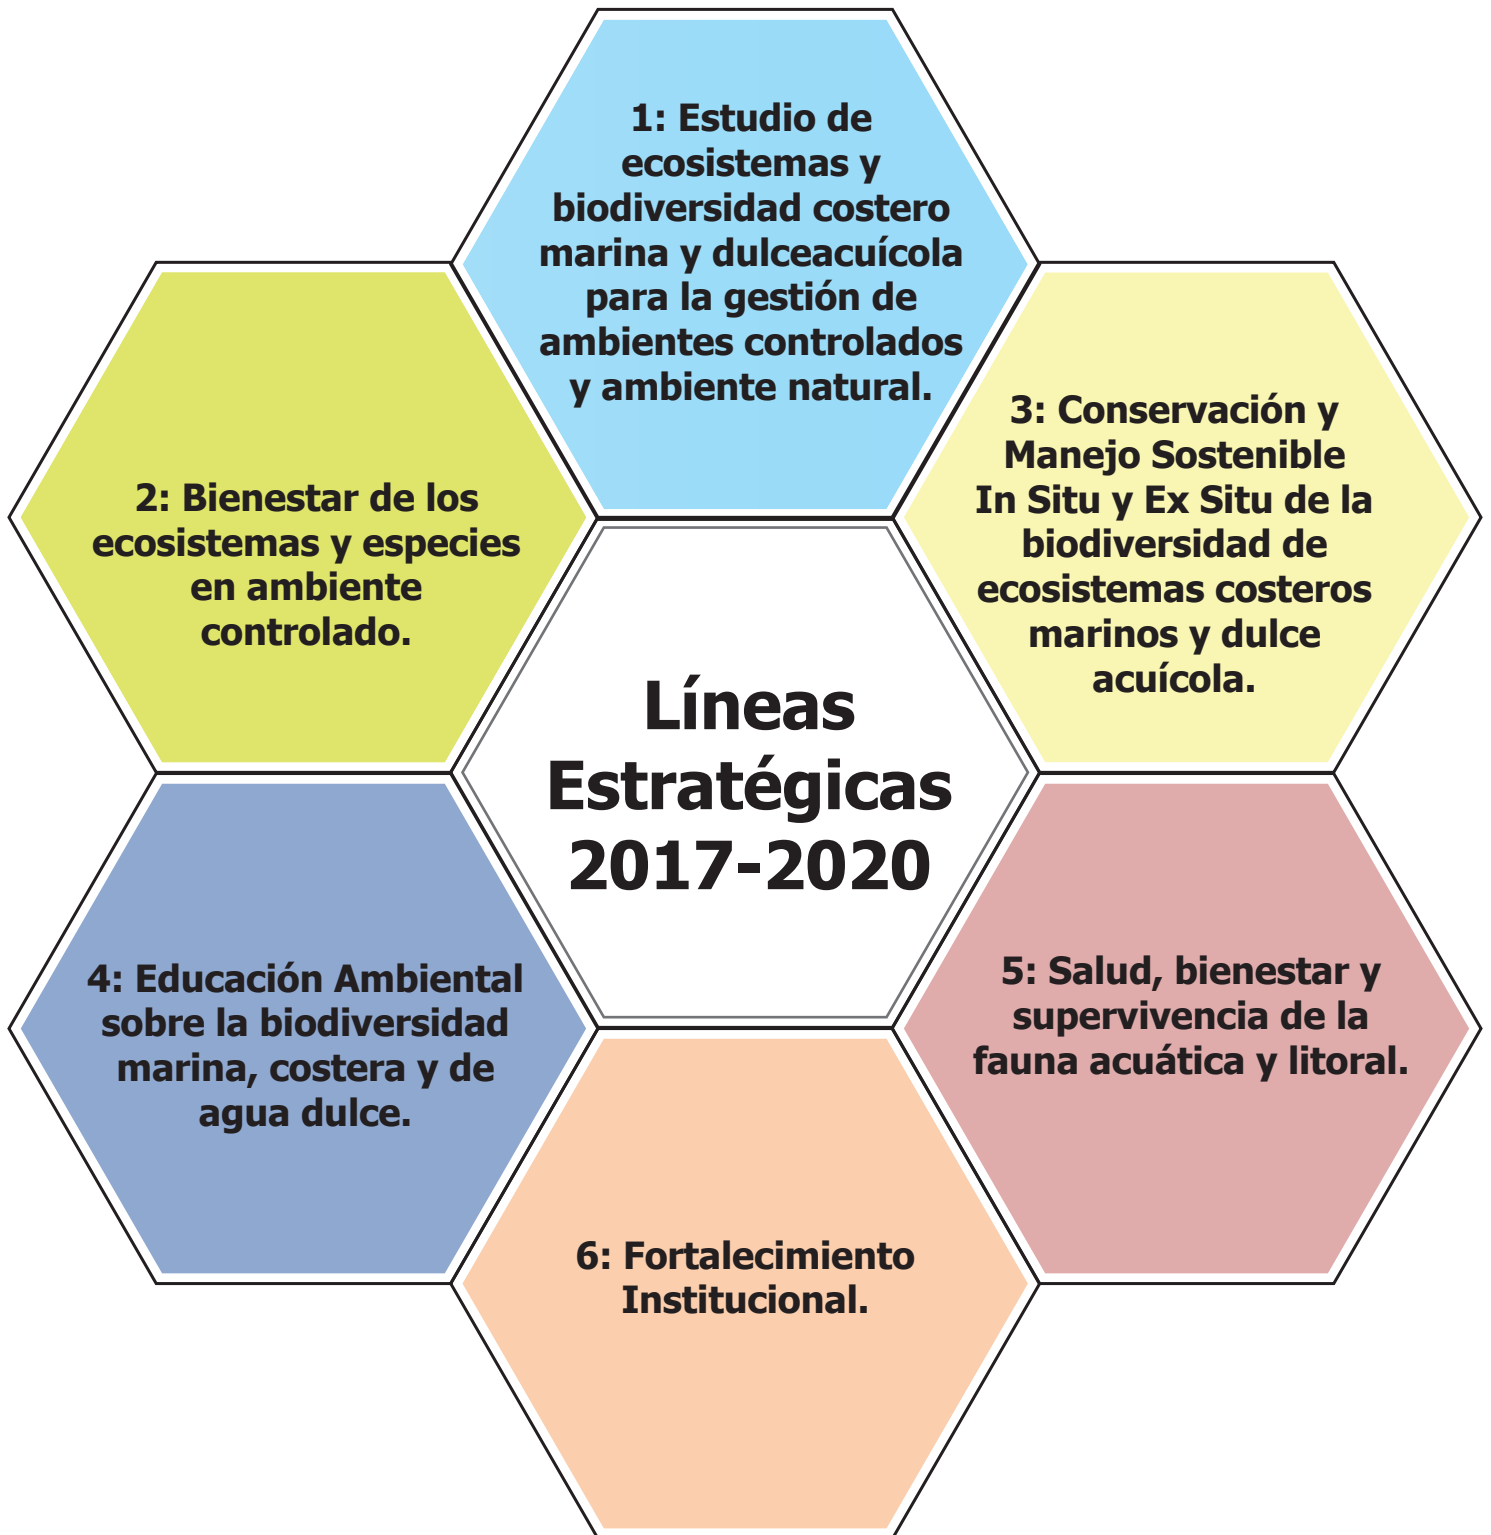 1: Estudio de
ecosistemas y
biodiversidad costero
marina y dulceacuícola
para la gestión de
ambientes controlados
y ambiente natural.
2: Bienestar de los
ecosistemas y especies
en ambiente
controlado.
3: Conservación y
Manejo Sostenible
In Situ y Ex Situ de la
biodiversidad de
ecosistemas costeros
marinos y dulce
acuícola.
Líneas
Estratégicas
2017-2020
4: Educación Ambiental
sobre la biodiversidad
marina, costera y de
agua dulce.
5: Salud, bienestar y
supervivencia de la
fauna acuática y litoral.
6: Fortalecimiento
Institucional.